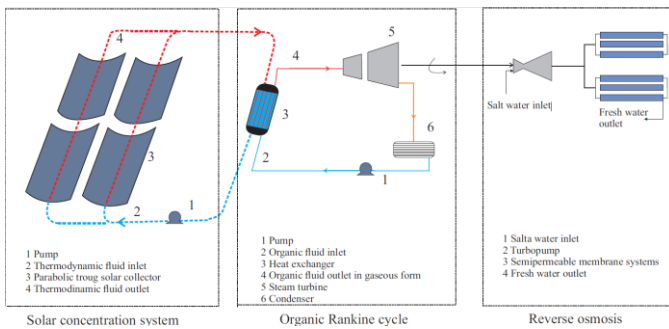 4
3
2
1
1 Pump
2 Thermodynamic fluid inlet
3 Parabolic troug solar collector
4 Thermodinamic fluid outlet
Solar concentration system
4
5
3
6
2
1
1 Pump
2 Organic fluid inlet
3 Heat exchanger
4 Organic fluid outlet in gaseous form
5 Steam turbine
6 Condenser
Organic Rankine cycle
Salt water inlet
Fresh water
outlet
1 Salta water inlet
2 Turbopump
3 Semipermeable membrane systems
4 Fresh water outlet
Reverse osmosis